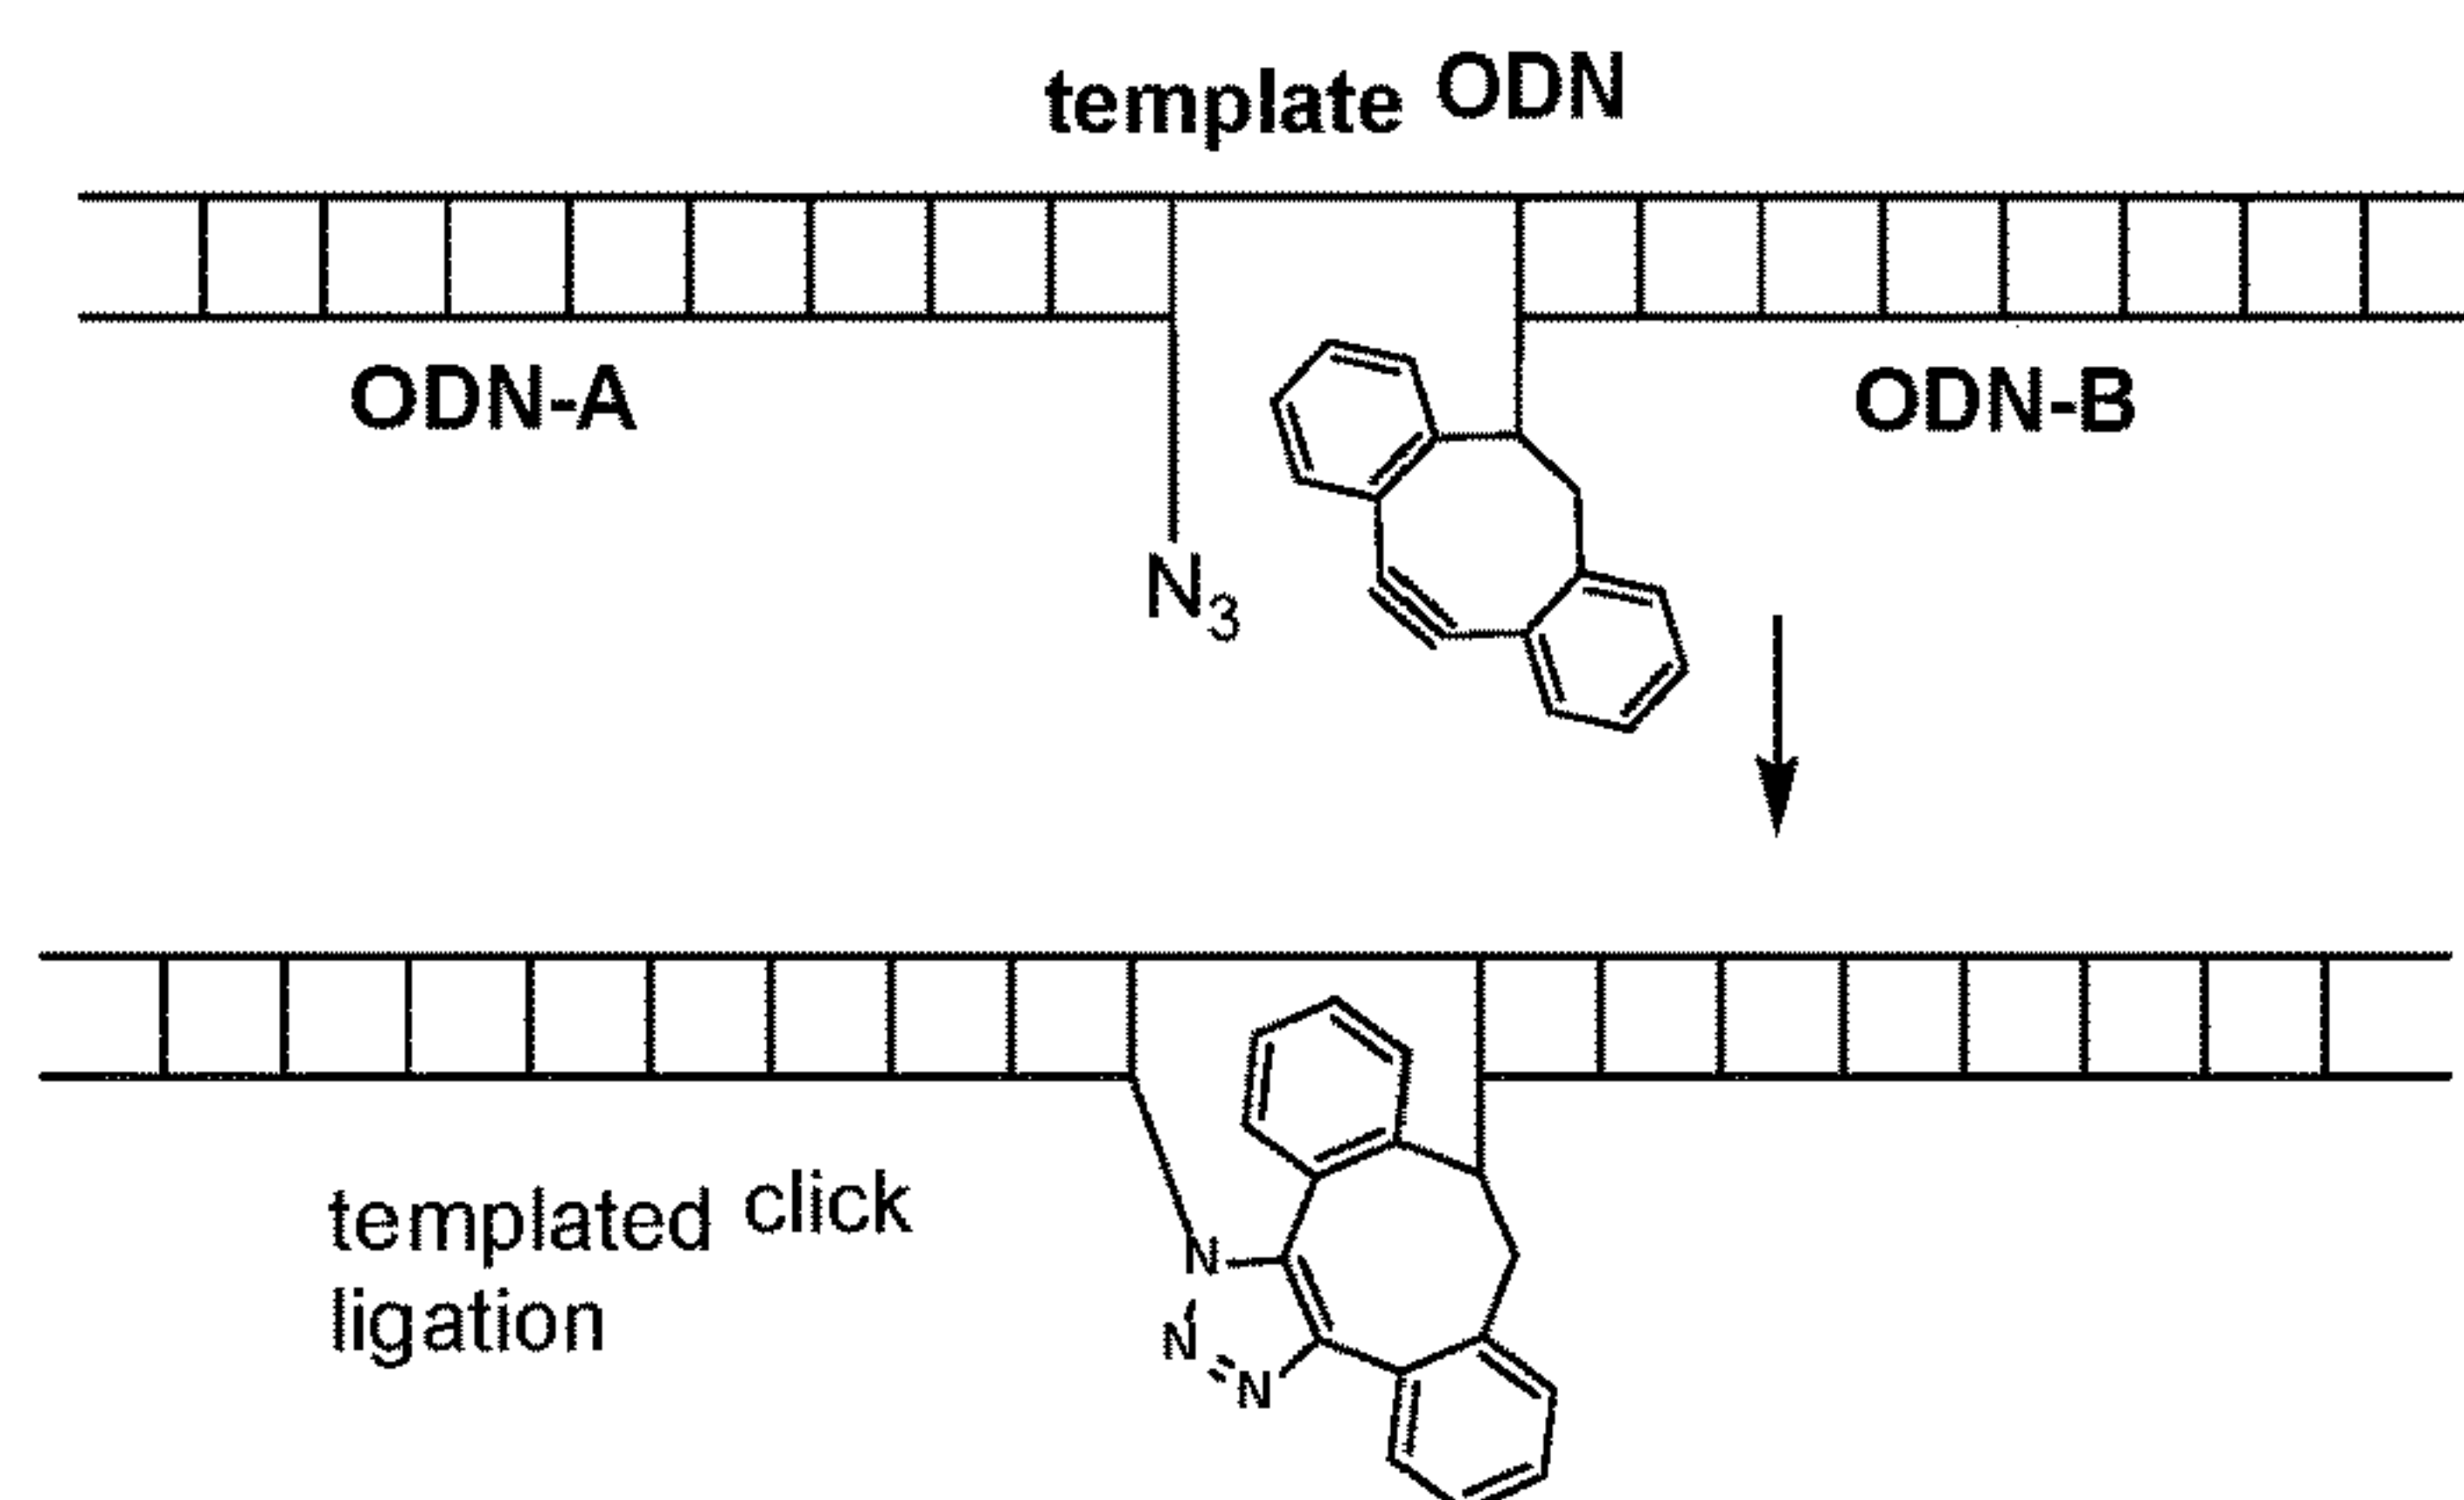 template ODN
ODN-A
ODN-B
N3
templated click
ligation
N
N
N